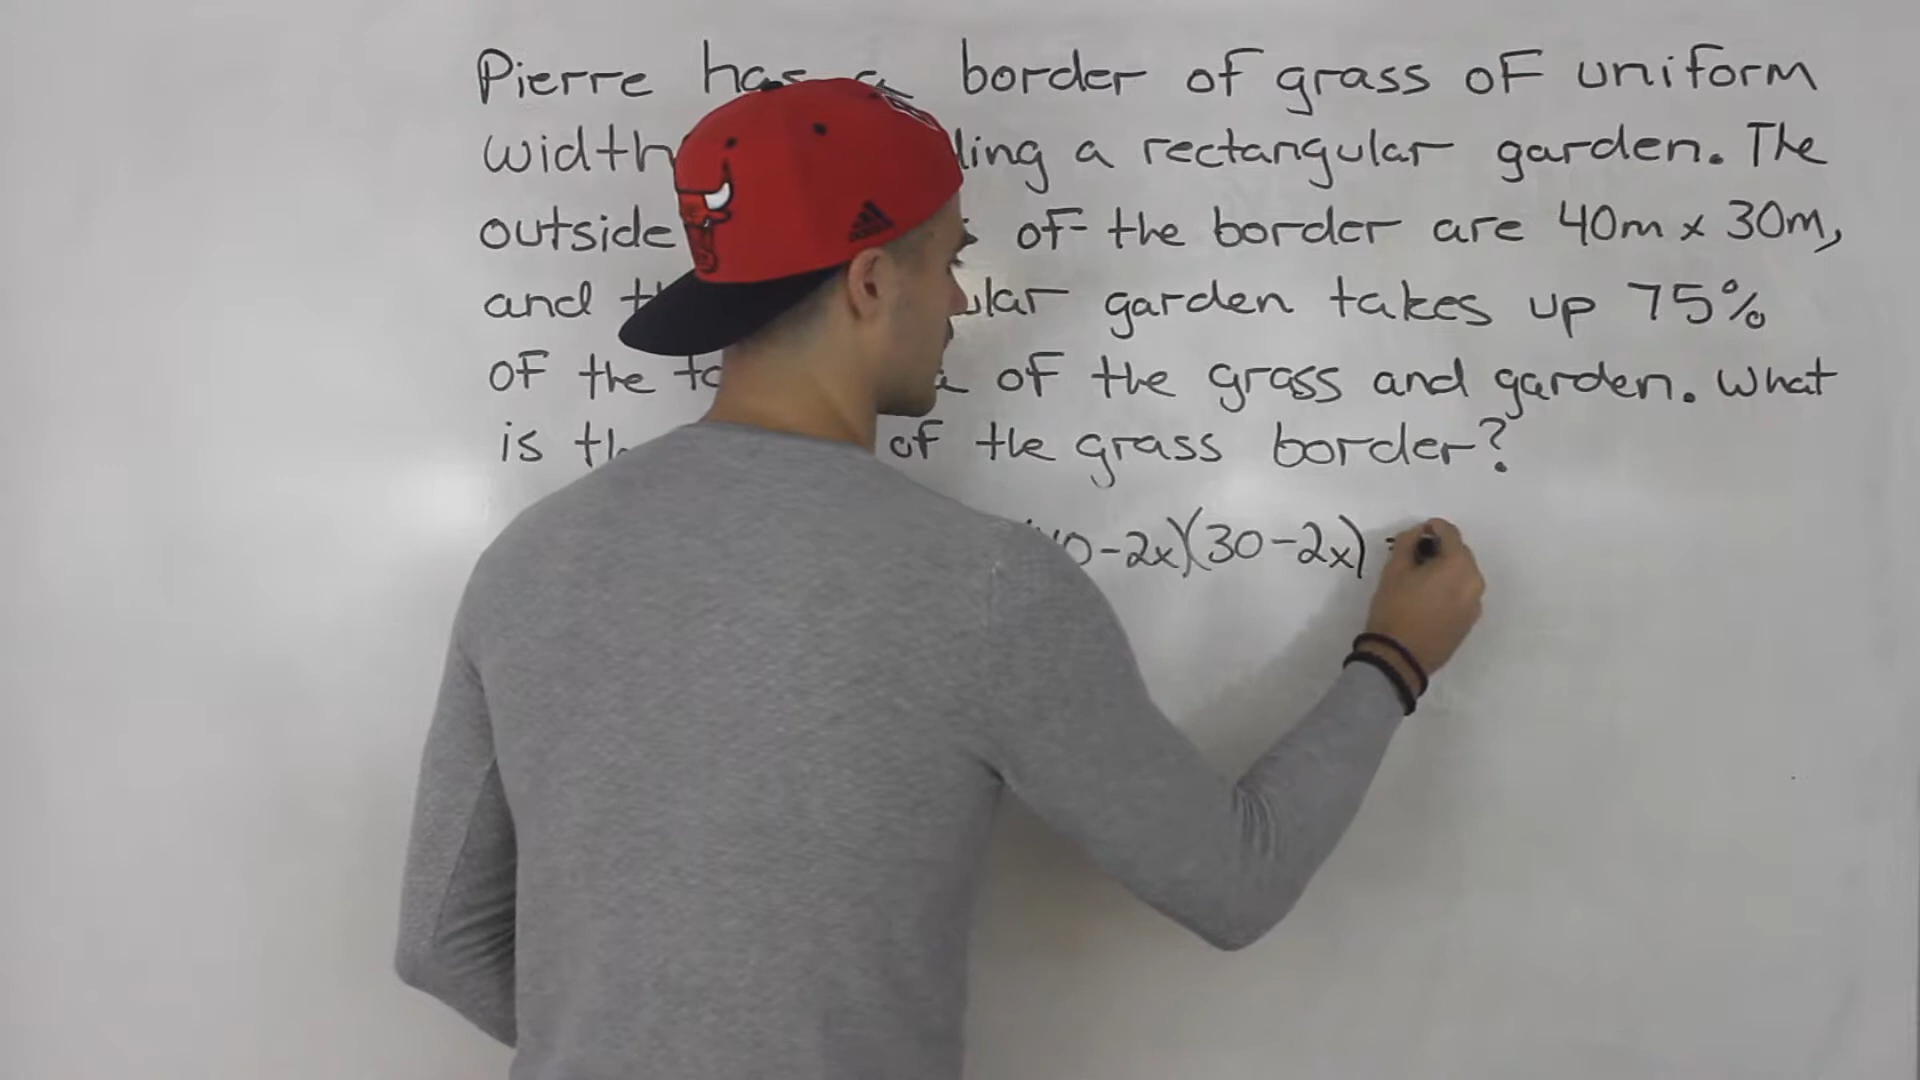 Pierre has a border of grass of uniform
width a rectangular garden. The
outside of the border are 40m x 30m,
and garden takes up 75%
of the of the grass and garden. What
is of the grass border?
0-2x)(30-2x) =